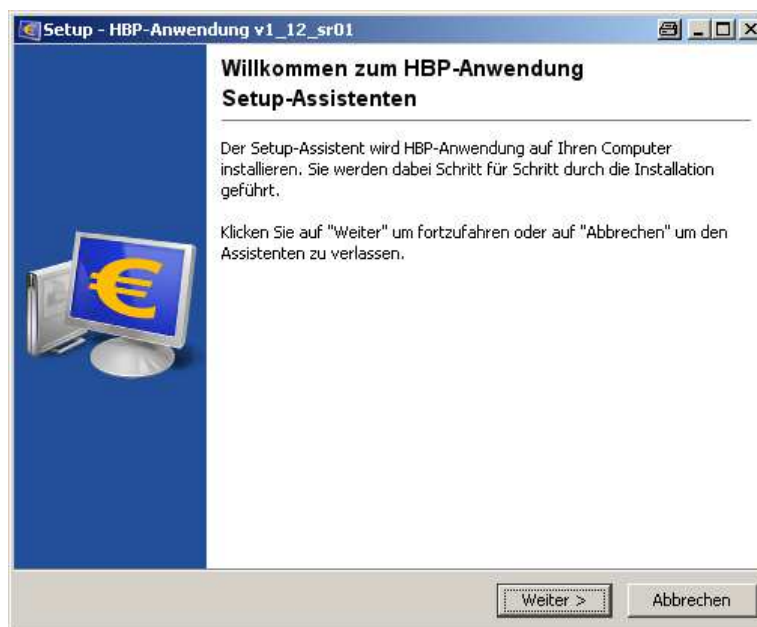 Setup - HBP-Anwendung v1_12_sr01
Willkommen zum HBP-Anwendung
Setup-Assistenten
Der Setup-Assistent wird HBP-Anwendung auf Ihren Computer
installieren. Sie werden dabei Schritt für Schritt durch die Installation
geführt.
Klicken Sie auf "Weiter" um fortzufahren oder auf "Abbrechen" um den
Assistenten zu verlassen.
Weiter >
Abbrechen